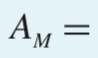 A_M =